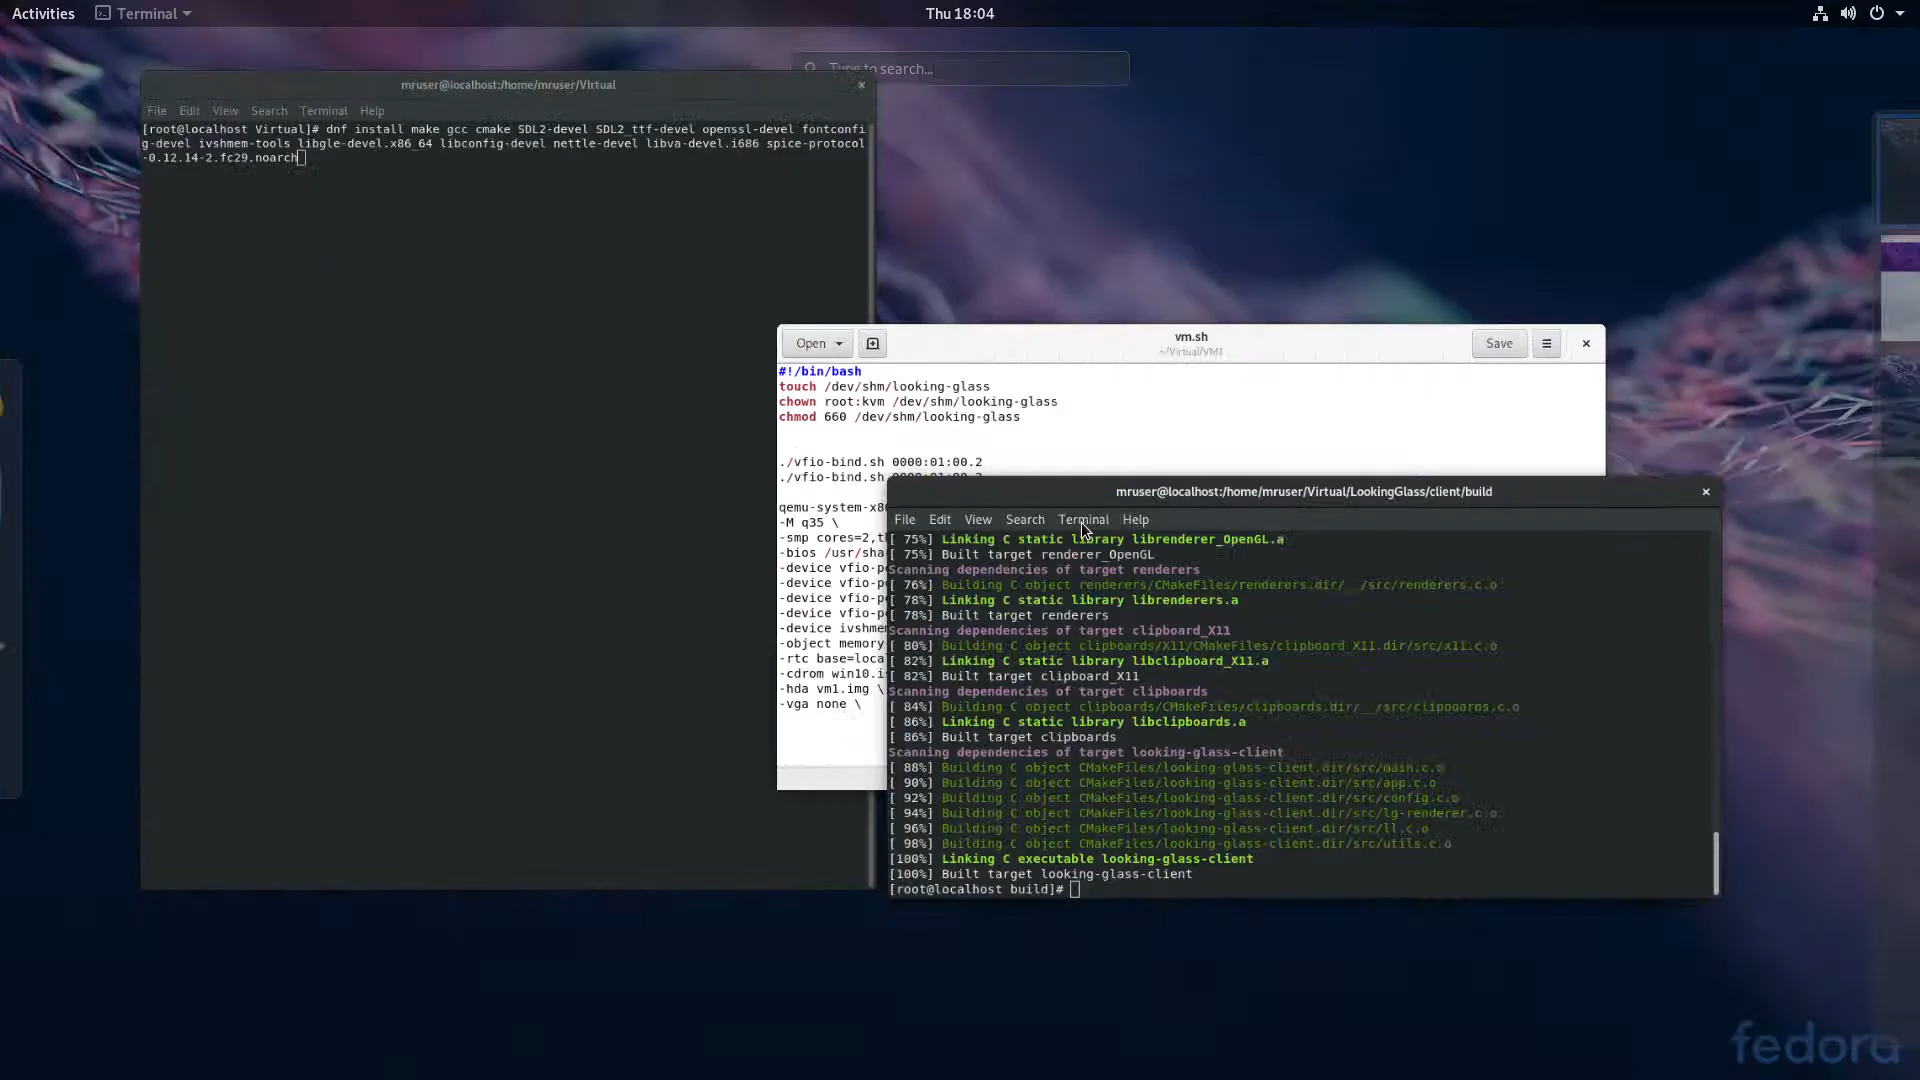 Activities
Terminal
Thu 18:04
Type to search...
mruser@localhost:/home/mruser/Virtual
File Edit View Search Terminal Help
[root@localhost Virtual]# dnf install make gcc cmake SDL2-devel SDL2_ttf-devel openssl-devel fontconfi
g-devel ivshmem-tools libgle-devel.x86_64 libconfig-devel nettle-devel libva-devel.i686 spice-protocol
-0.12.14-2.fc29.noarch
Open
vm.sh
~/Virtual/VM1
Save
#!/bin/bash
touch /dev/shm/looking-glass
chown root:kvm /dev/shm/looking-glass
chmod 660 /dev/shm/looking-glass
./vfio-bind.sh 0000:01:00.2
./vfio-bind.sh
qemu-system-x8
-M q35 \
-smp cores=2,
-bios /usr/sha
-device vfio-p
-device vfio-p
-device vfio-p
-device vfio-p
-device ivshme
-object memory
-rtc base=loca
-cdrom win10.i
-hda vm1.img \
-vga none \
mruser@localhost:/home/mruser/Virtual/LookingGlass/client/build
File Edit View Search Terminal Help
[ 75%] Linking C static library librenderer_OpenGL.a
[ 75%] Built target renderer_OpenGL
Scanning dependencies of target renderers
[ 76%] Building C object renderers/CMakeFiles/renderers.dir/__/src/renderers.c.o
[ 78%] Linking C static library librenderers.a
[ 78%] Built target renderers
Scanning dependencies of target clipboard_X11
[ 80%] Building C object clipboards/X11/CMakeFiles/clipboard_X11.dir/src/x11.c.o
[ 82%] Linking C static library libclipboard_X11.a
[ 82%] Built target clipboard_X11
Scanning dependencies of target clipboards
[ 84%] Building C object clipboards/CMakeFiles/clipboards.dir/__/src/clipboards.c.o
[ 86%] Linking C static library libclipboards.a
[ 86%] Built target clipboards
Scanning dependencies of target looking-glass-client
[ 88%] Building C object CMakeFiles/looking-glass-client.dir/src/main.c.o
[ 90%] Building C object CMakeFiles/looking-glass-client.dir/src/app.c.o
[ 92%] Building C object CMakeFiles/looking-glass-client.dir/src/config.c.o
[ 94%] Building C object CMakeFiles/looking-glass-client.dir/src/lg-renderer.c.o
[ 96%] Building C object CMakeFiles/looking-glass-client.dir/src/ll.c.o
[ 98%] Building C object CMakeFiles/looking-glass-client.dir/src/utils.c.o
[100%] Linking C executable looking-glass-client
[100%] Built target looking-glass-client
[root@localhost build]#
fedora